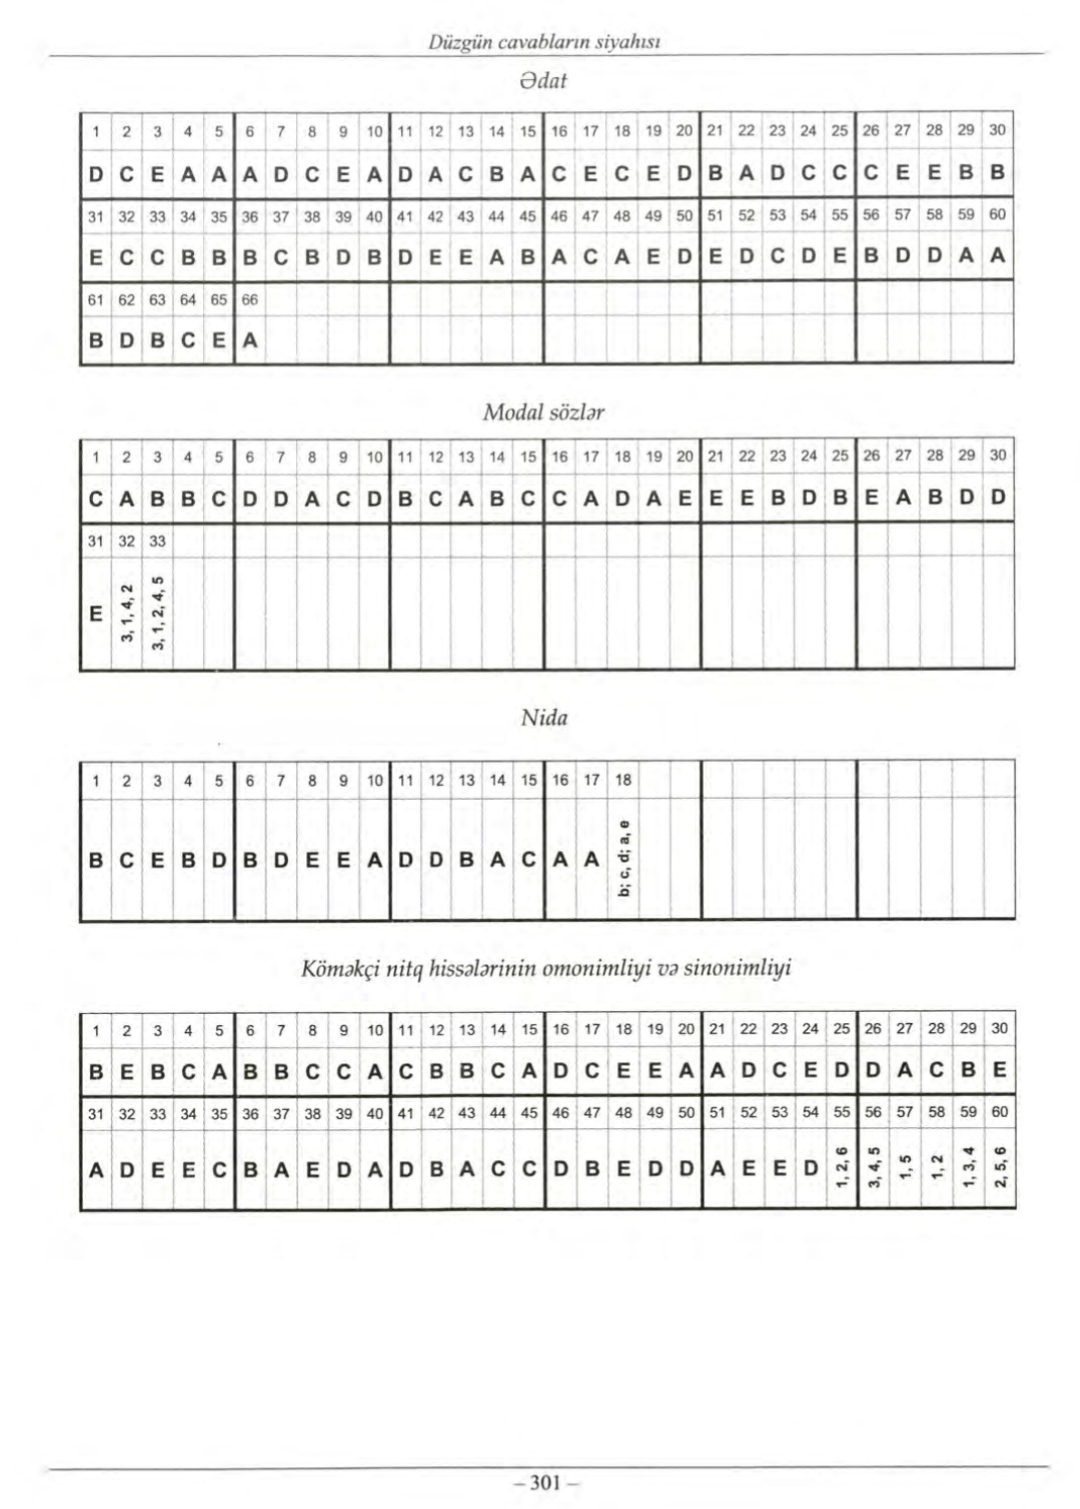 Düzgün cavabların siyahısı
Ədat
1 2 3 4 5 6 7 8 9 10 11 12 13 14 15 16 17 18 19 20 21 22 23 24 25 26 27 28 29 30
D C E A A A D C E A D A C B A C E C E D B A D C C C E E B B
31 32 33 34 35 36 37 38 39 40 41 42 43 44 45 46 47 48 49 50 51 52 53 54 55 56 57 58 59 60
E C C B B B C B D B D E E A B A C A E D E D C D E B D D A A
61 62 63 64 65 66
B D B C E A
Modal sözlər
1 2 3 4 5 6 7 8 9 10 11 12 13 14 15 16 17 18 19 20 21 22 23 24 25 26 27 28 29 30
C A B B C D D A C D B C A B C C A D A E E E B D B E A B D D
31 32 33
E 3, 1, 4, 2 3, 1, 2, 4, 5
Nida
1 2 3 4 5 6 7 8 9 10 11 12 13 14 15 16 17 18
B C E B D B D E E A D D B A C A A b; c, d; a, e
Köməkçi nitq hissələrinin omonimliyi və sinonimliyi
1 2 3 4 5 6 7 8 9 10 11 12 13 14 15 16 17 18 19 20 21 22 23 24 25 26 27 28 29 30
B E B C A B B C C A C B B C A D C E E A A D C E D D A C B E
31 32 33 34 35 36 37 38 39 40 41 42 43 44 45 46 47 48 49 50 51 52 53 54 55 56 57 58 59 60
A D E E C B A E D A D B A C C D B E D D A E E D 1, 2, 6 3, 4, 5 1, 5 1, 2 1, 3, 4 2, 5, 6
– 301 –